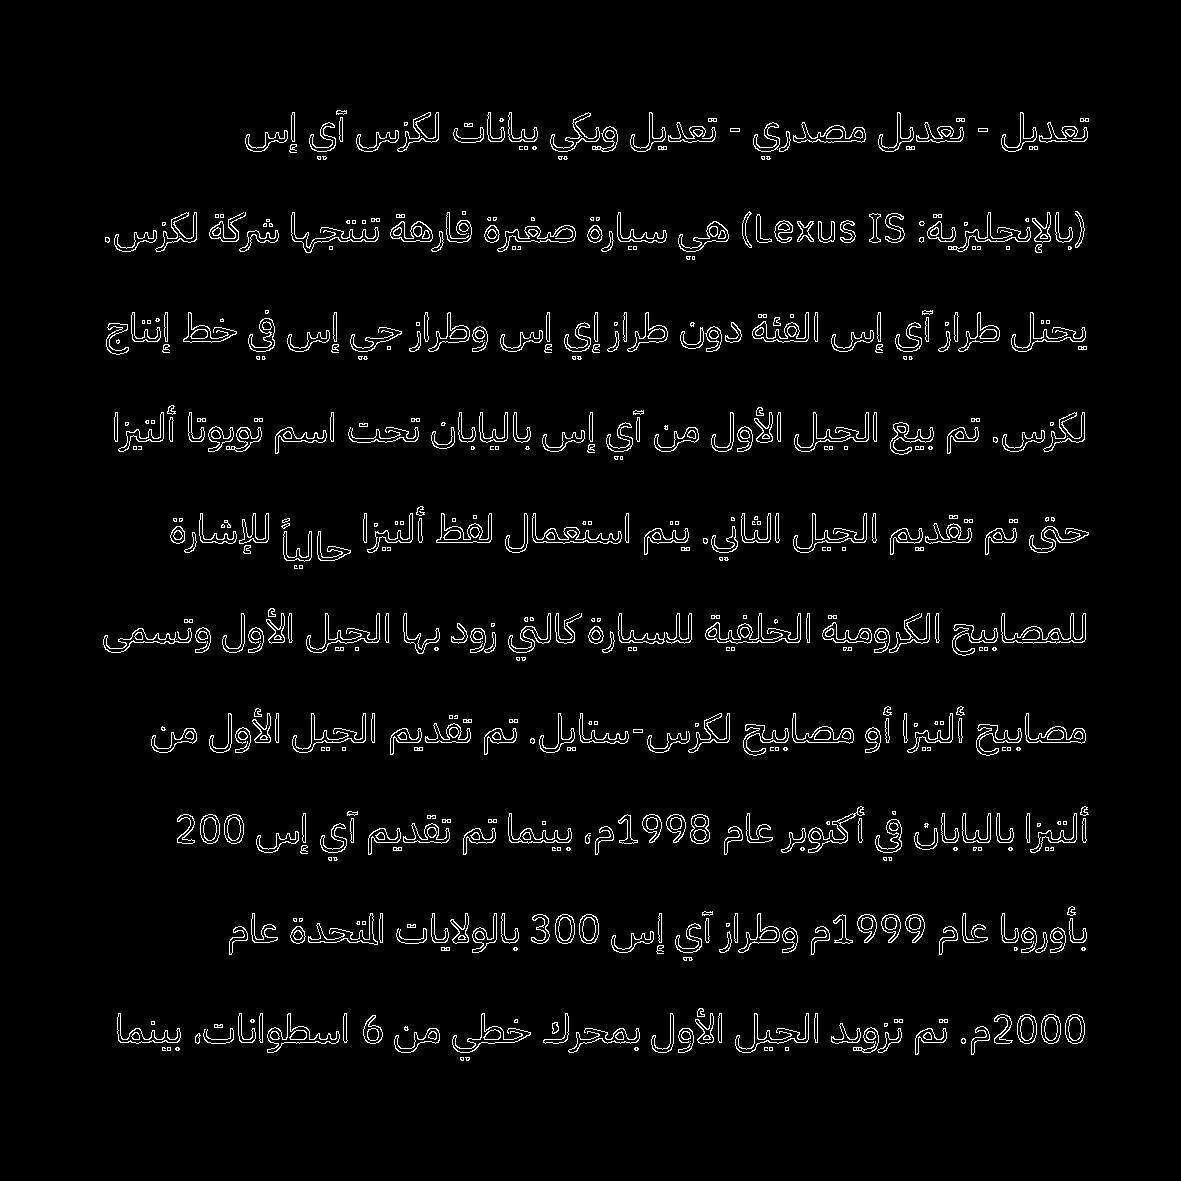 تعديل - تعديل مصدري - تعديل ويكي بيانات لكزس آي إس
(بالإنجليزية: Lexus IS) هي سيارة صغيرة فارهة تنتجها شركة لكزس.
يحتل طراز آي إس الفئة دون طراز إي إس وطراز جي إس في خط إنتاج
لكزس. تم بيع الجيل الأول من آي إس باليابان تحت اسم تويوتا ألتيزا
حتى تم تقديم الجيل الثاني. يتم استعمال لفظ ألتيزا حالياً للإشارة
للمصابيح الكرومية الخلفية للسيارة كالتي زود بها الجيل الأول وتسمى
مصابيح ألتيزا أو مصابيح لكزس-ستايل. تم تقديم الجيل الأول من
ألتيزا باليابان في أكتوبر عام 1998م، بينما تم تقديم آي إس 200
بأوروبا عام 1999م وطراز آي إس 300 بالولايات المتحدة عام
2000م. تم تزويد الجيل الأول بمحرك خطي من 6 اسطوانات، بينما